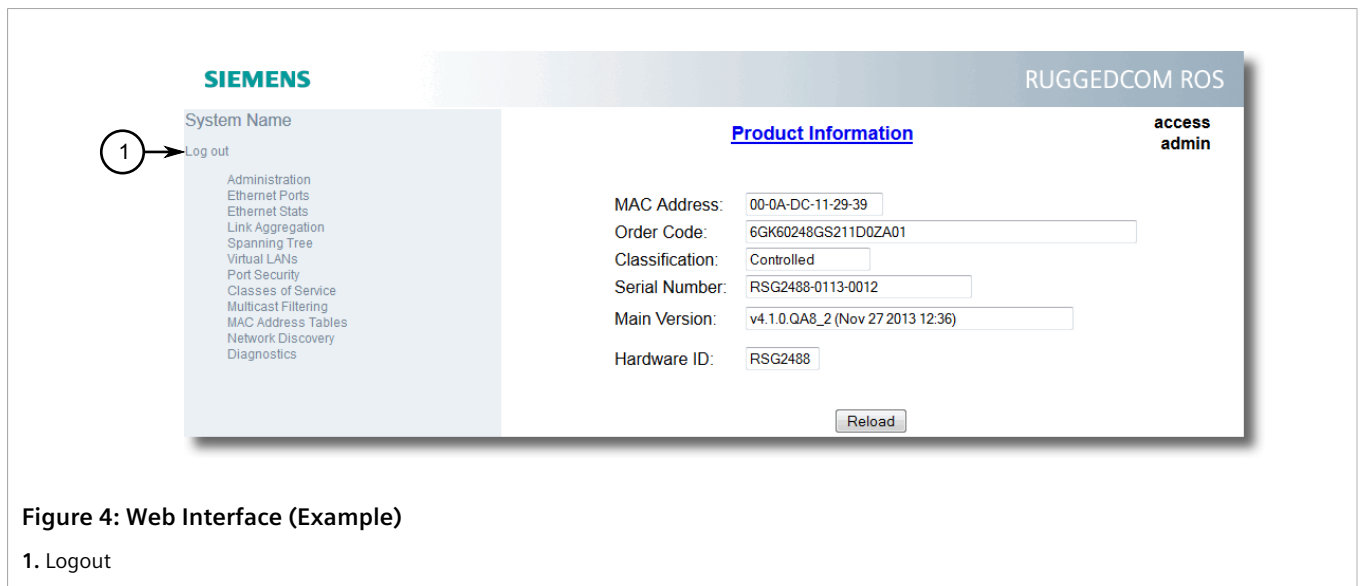 SIEMENS
RUGGEDCOM ROS
System Name
1
Log out
Administration
Ethernet Ports
Ethernet Stats
Link Aggregation
Spanning Tree
Virtual LANs
Port Security
Classes of Service
Multicast Filtering
MAC Address Tables
Network Discovery
Diagnostics
Product Information
access
admin
MAC Address: 00-0A-DC-11-29-39
Order Code: 6GK60248GS211D0ZA01
Classification: Controlled
Serial Number: RSG2488-0113-0012
Main Version: v4.1.0.QA8_2 (Nov 27 2013 12:36)
Hardware ID: RSG2488
Reload
Figure 4: Web Interface (Example)
1. Logout